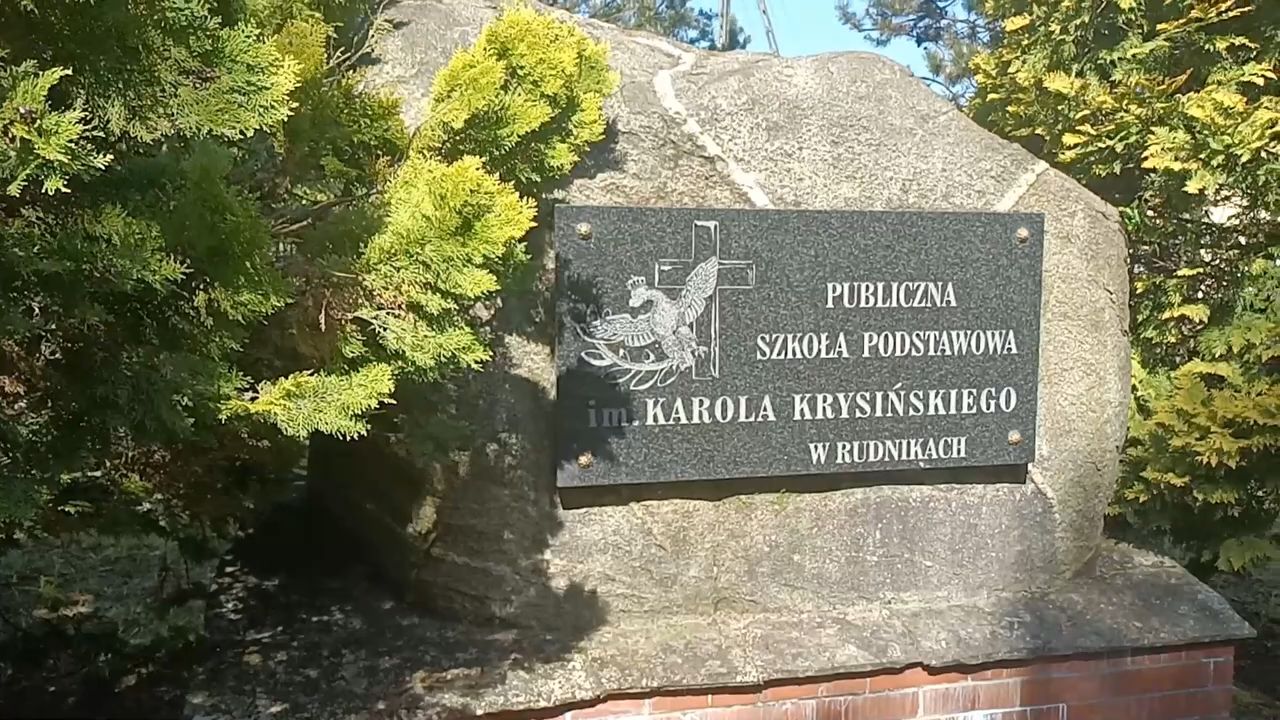 PUBLICZNA
SZKOŁA PODSTAWOWA
im. KAROLA KRYSIŃSKIEGO
W RUDNIKACH